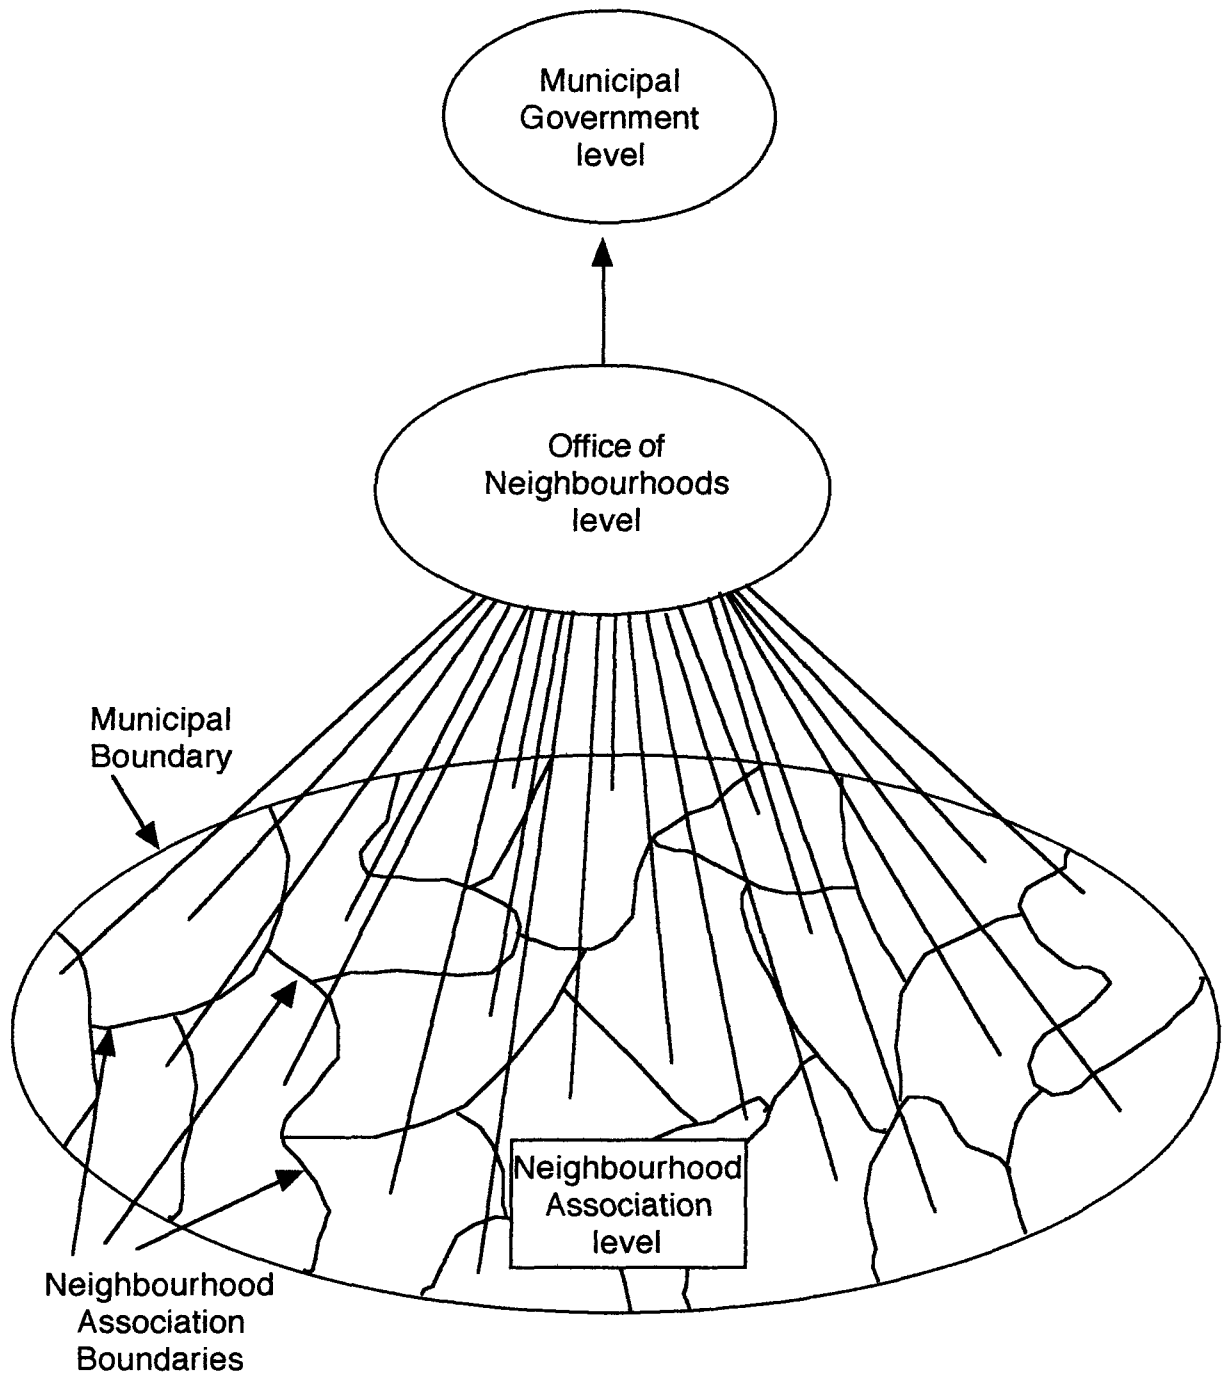 Municipal
Government
level
Office of
Neighbourhoods
level
Municipal
Boundary
Neighbourhood
Association
level
Neighbourhood
Association
Boundaries